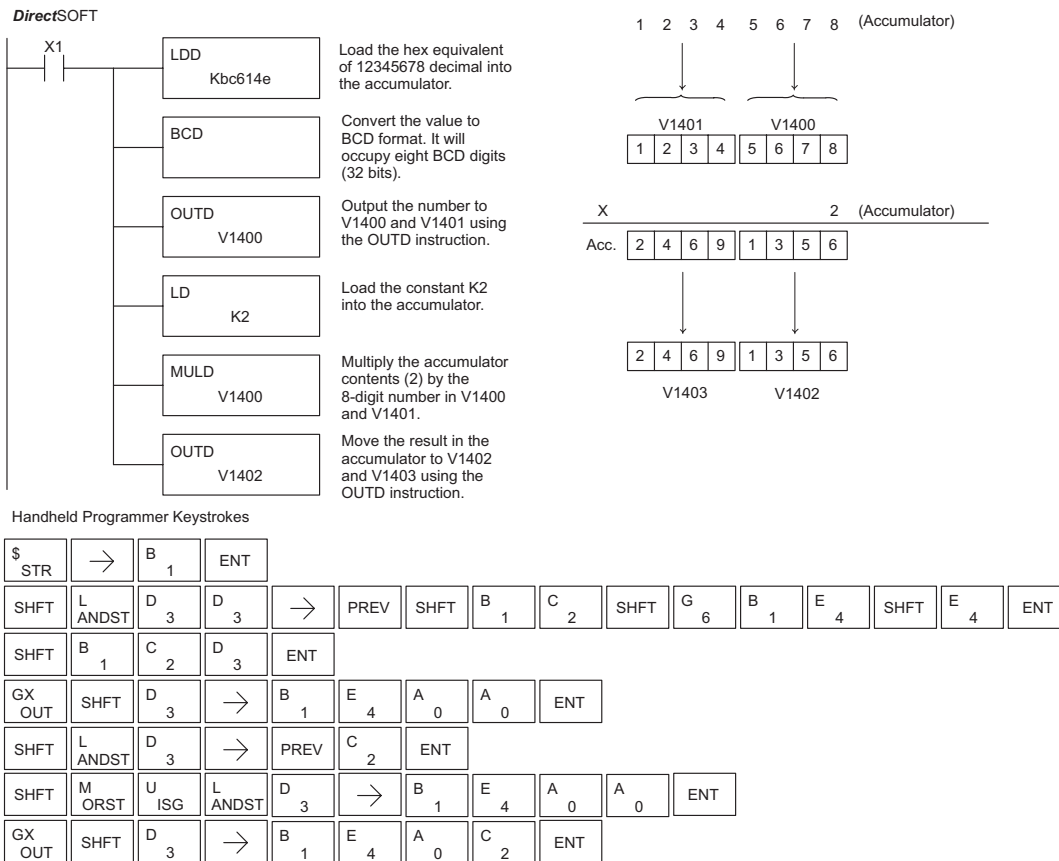 DirectSOFT
X1
LDD
Kbc614e
Load the hex equivalent
of 12345678 decimal into
the accumulator.
BCD
Convert the value to
BCD format. It will
occupy eight BCD digits
(32 bits).
OUTD
V1400
Output the number to
V1400 and V1401 using
the OUTD instruction.
LD
K2
Load the constant K2
into the accumulator.
MULD
V1400
Multiply the accumulator
contents (2) by the
8-digit number in V1400
and V1401.
OUTD
V1402
Move the result in the
accumulator to V1402
and V1403 using the
OUTD instruction.
1 2 3 4 5 6 7 8 (Accumulator)
V1401 V1400
1 2 3 4 5 6 7 8
X 2 (Accumulator)
Acc. 2 4 6 9 1 3 5 6
2 4 6 9 1 3 5 6
V1403 V1402
Handheld Programmer Keystrokes
$ STR → B 1 ENT
SHFT L ANDST D 3 D 3 → PREV SHFT B 1 C 2 SHFT G 6 B 1 E 4 SHFT E 4 ENT
SHFT B 1 C 2 D 3 ENT
GX OUT SHFT D 3 → B 1 E 4 A 0 A 0 ENT
SHFT L ANDST D 3 → PREV C 2 ENT
SHFT M ORST U ISG L ANDST D 3 → B 1 E 4 A 0 A 0 ENT
GX OUT SHFT D 3 → B 1 E 4 A 0 C 2 ENT